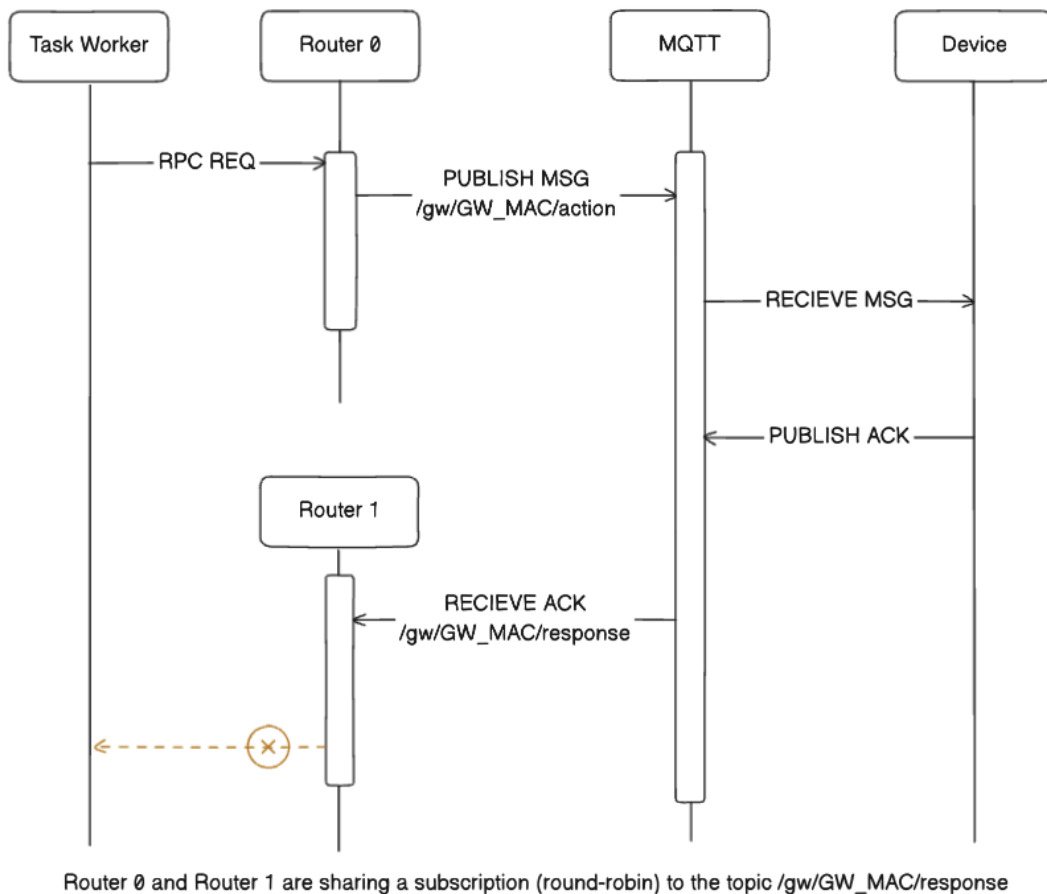 Task Worker
Router 0
MQTT
Device
RPC REQ
PUBLISH MSG
/gw/GW_MAC/action
RECIEVE MSG
PUBLISH ACK
Router 1
RECIEVE ACK
/gw/GW_MAC/response
Router 0 and Router 1 are sharing a subscription (round-robin) to the topic /gw/GW_MAC/response